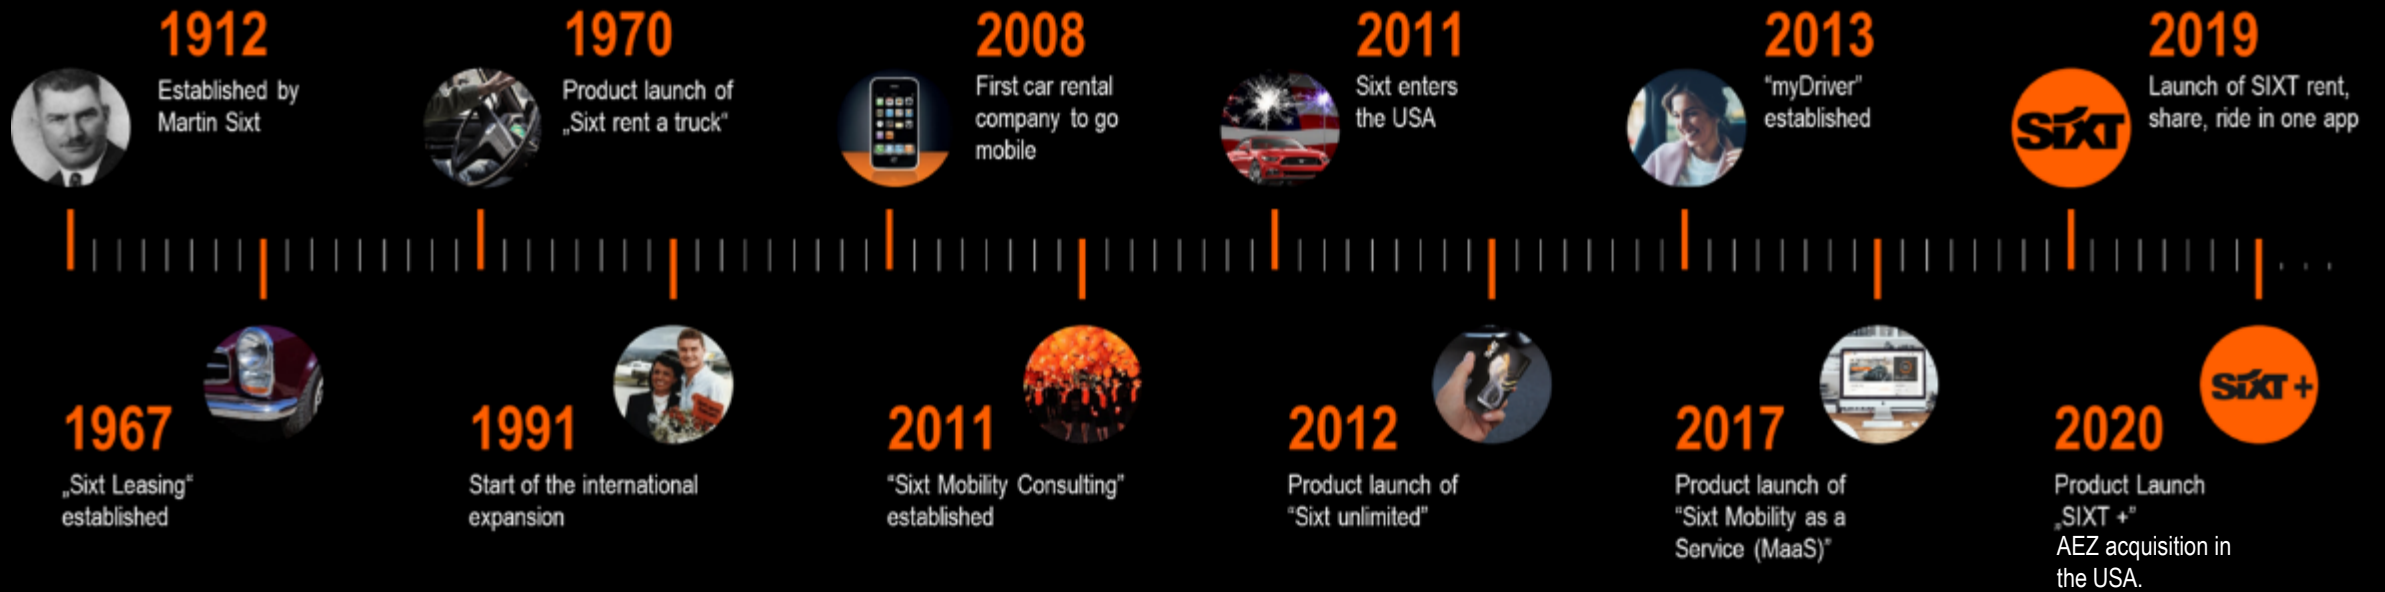 1912
Established by
Martin Sixt
1970
Product launch of
„Sixt rent a truck“
2008
First car rental
company to go
mobile
2011
Sixt enters
the USA
2013
“myDriver”
established
SIXT
2019
Launch of SIXT rent,
share, ride in one app
1967
„Sixt Leasing“
established
1991
Start of the international
expansion
2011
“Sixt Mobility Consulting”
established
2012
Product launch of
“Sixt unlimited”
2017
Product launch of
“Sixt Mobility as a
Service (MaaS)”
SIXT +
2020
Product Launch
„SIXT +”
AEZ acquisition in
the USA.